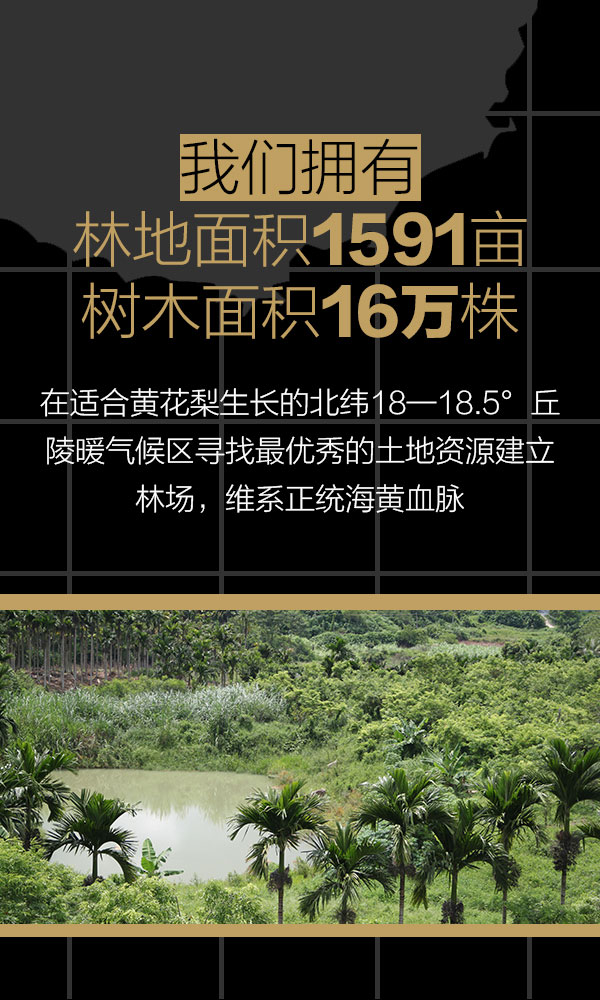 我们拥有
林地面积1591亩
树木面积16万株
在适合黄花梨生长的北纬18—18.5°丘
陵暖气候区寻找最优秀的土地资源建立
林场，维系正统海黄血脉